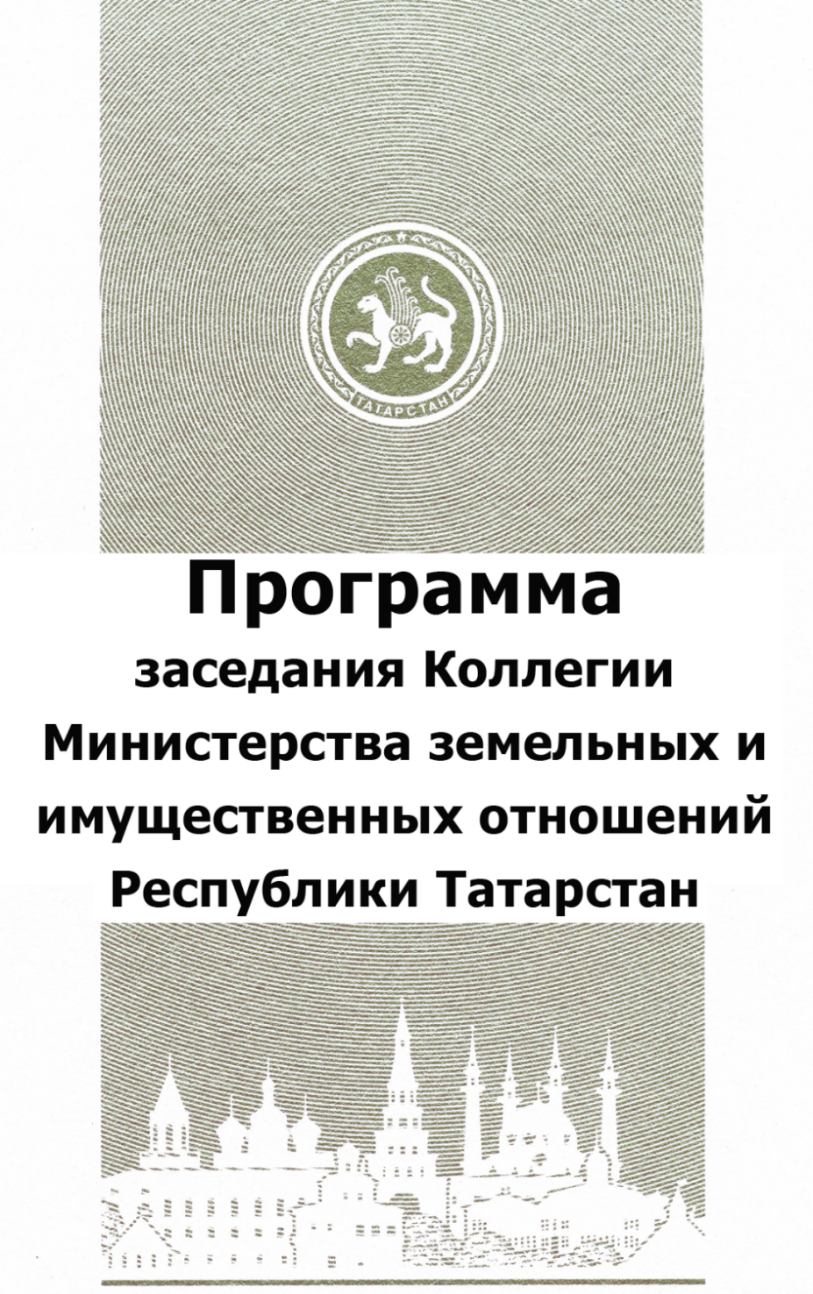 ТАТАРСТАН
Программа
заседания Коллегии
Министерства земельных и
имущественных отношений
Республики Татарстан